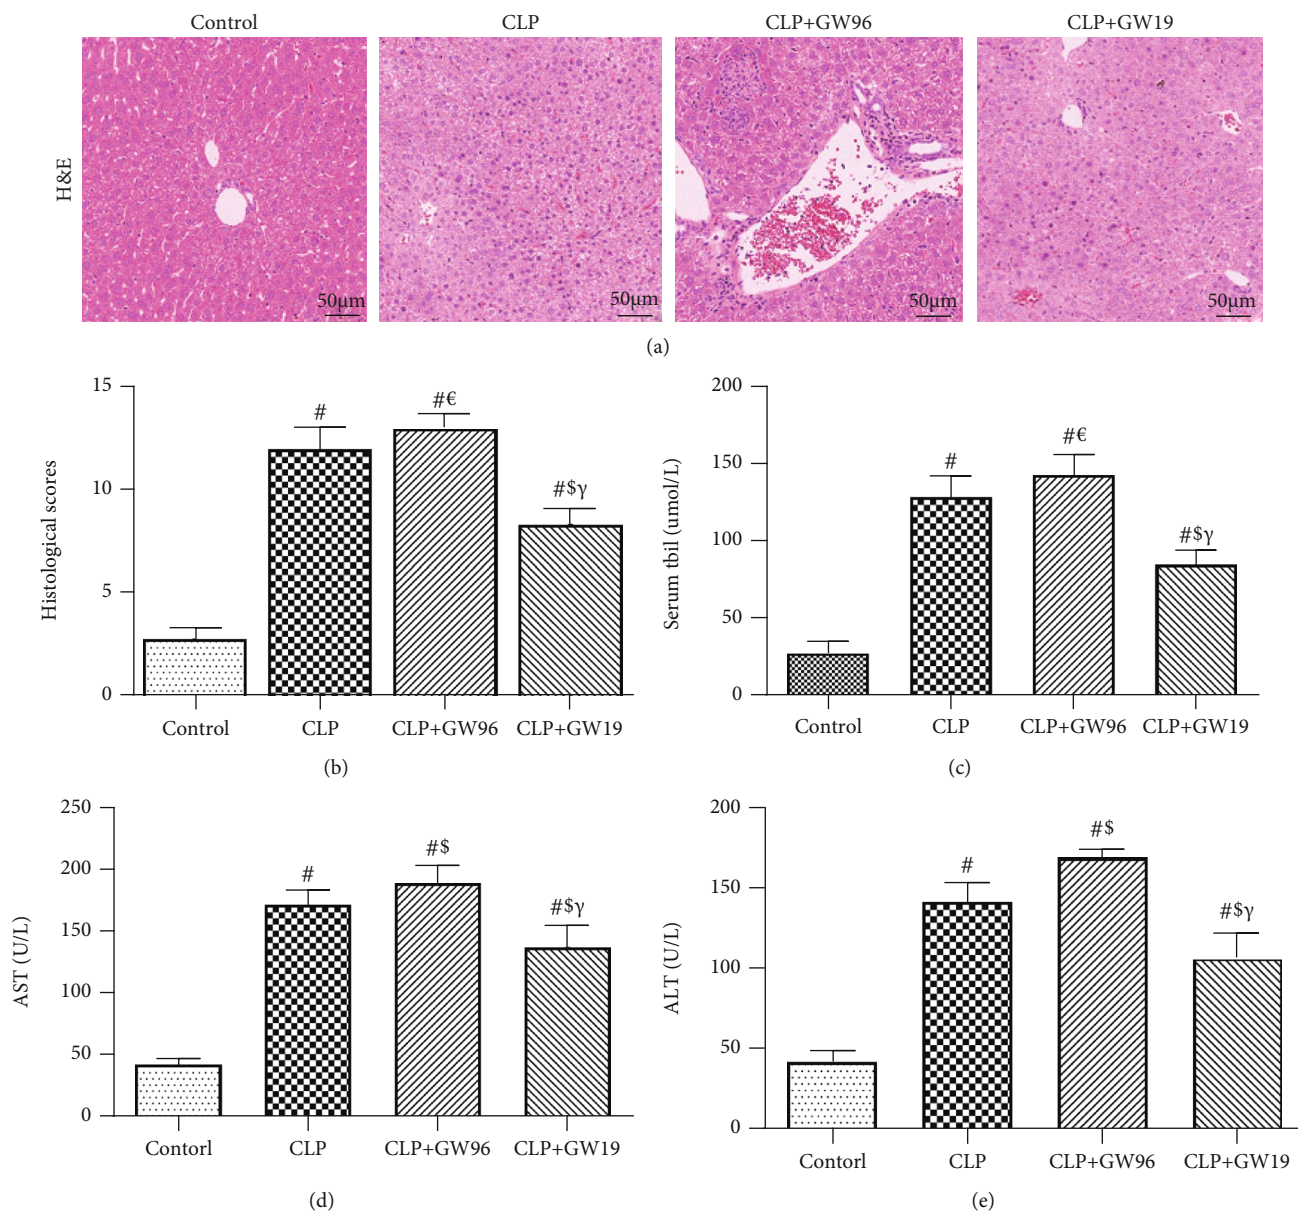 Control CLP CLP+GW96 CLP+GW19
H&E
50μm 50μm 50μm 50μm
(a)
15
10
5
0
Histological scores
#
#€
#$γ
Control CLP CLP+GW96 CLP+GW19
(b)
200
150
100
50
0
Serum tbil (umol/L)
#
#€
#$γ
Control CLP CLP+GW96 CLP+GW19
(c)
250
200
150
100
50
0
AST (U/L)
#
#$
#$γ
Contorl CLP CLP+GW96 CLP+GW19
(d)
200
150
100
50
0
ALT (U/L)
#
#$
#$γ
Contorl CLP CLP+GW96 CLP+GW19
(e)